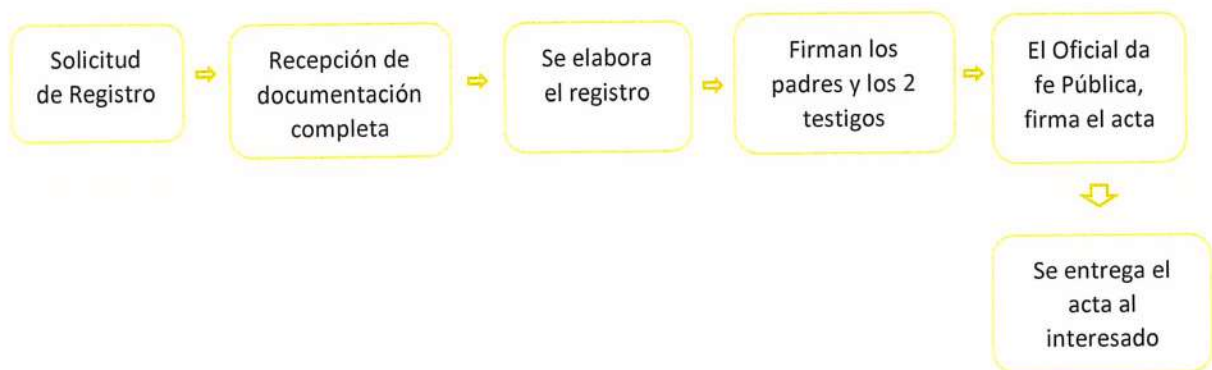 Solicitud
de Registro
Recepción de
documentación
completa
Se elabora
el registro
Firman los
padres y los 2
testigos
El Oficial da
fe Pública,
firma el acta
Se entrega el
acta al
interesado